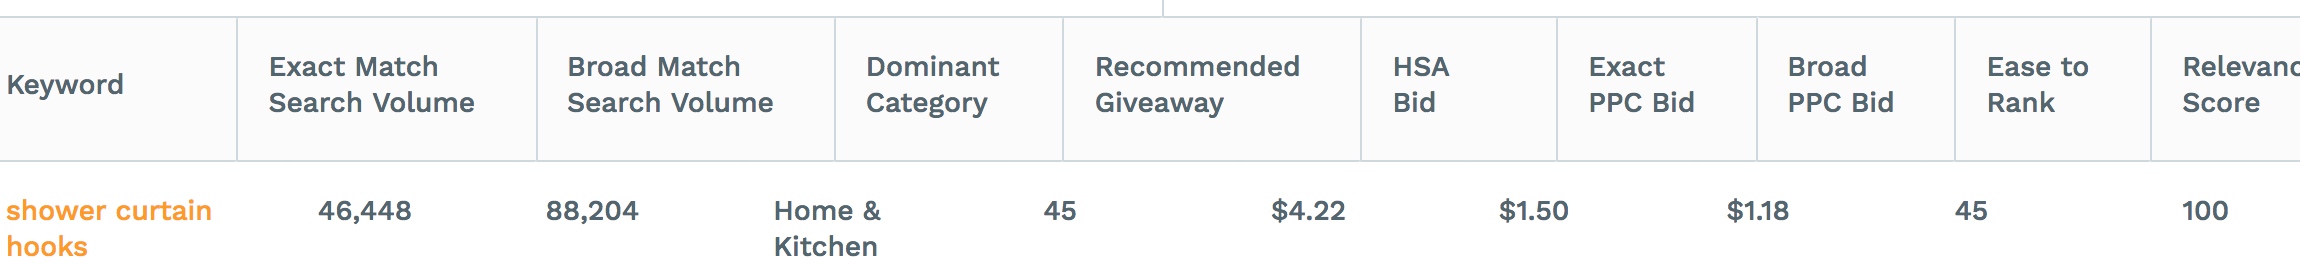 Keyword
Exact Match
Search Volume
Broad Match
Search Volume
Dominant
Category
Recommended
Giveaway
HSA
Bid
Exact
PPC Bid
Broad
PPC Bid
Ease to
Rank
Relevanc
Score
shower curtain
hooks
46,448
88,204
Home &
Kitchen
45
$4.22
$1.50
$1.18
45
100